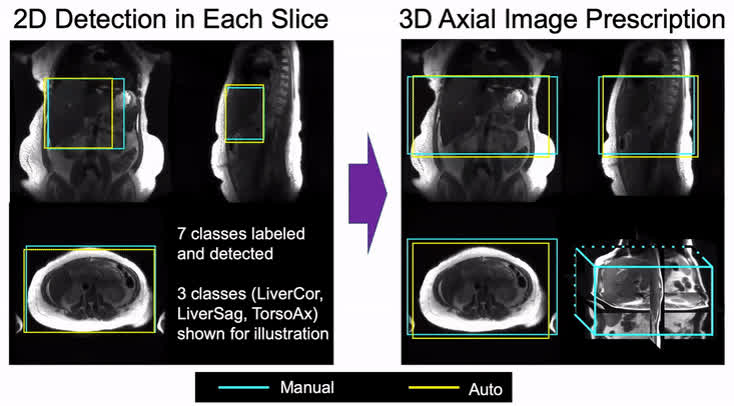 2D Detection in Each Slice
3D Axial Image Prescription
7 classes labeled
and detected
3 classes (LiverCor,
LiverSag, TorsoAx)
shown for illustration
Manual
Auto